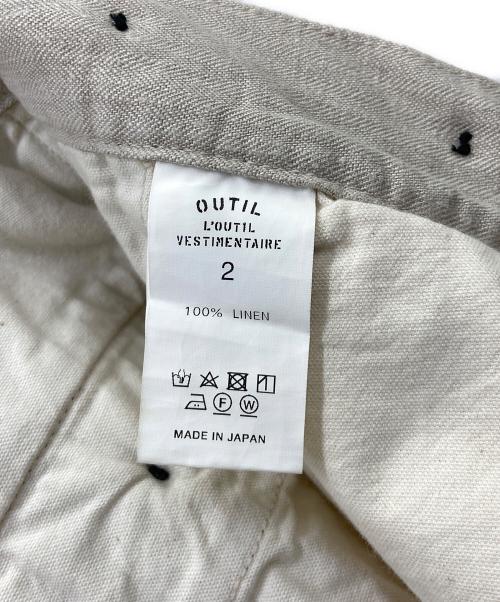 OUTIL
L'OUTIL
VESTIMENTAIRE
2
100% LINEN
F W
MADE IN JAPAN